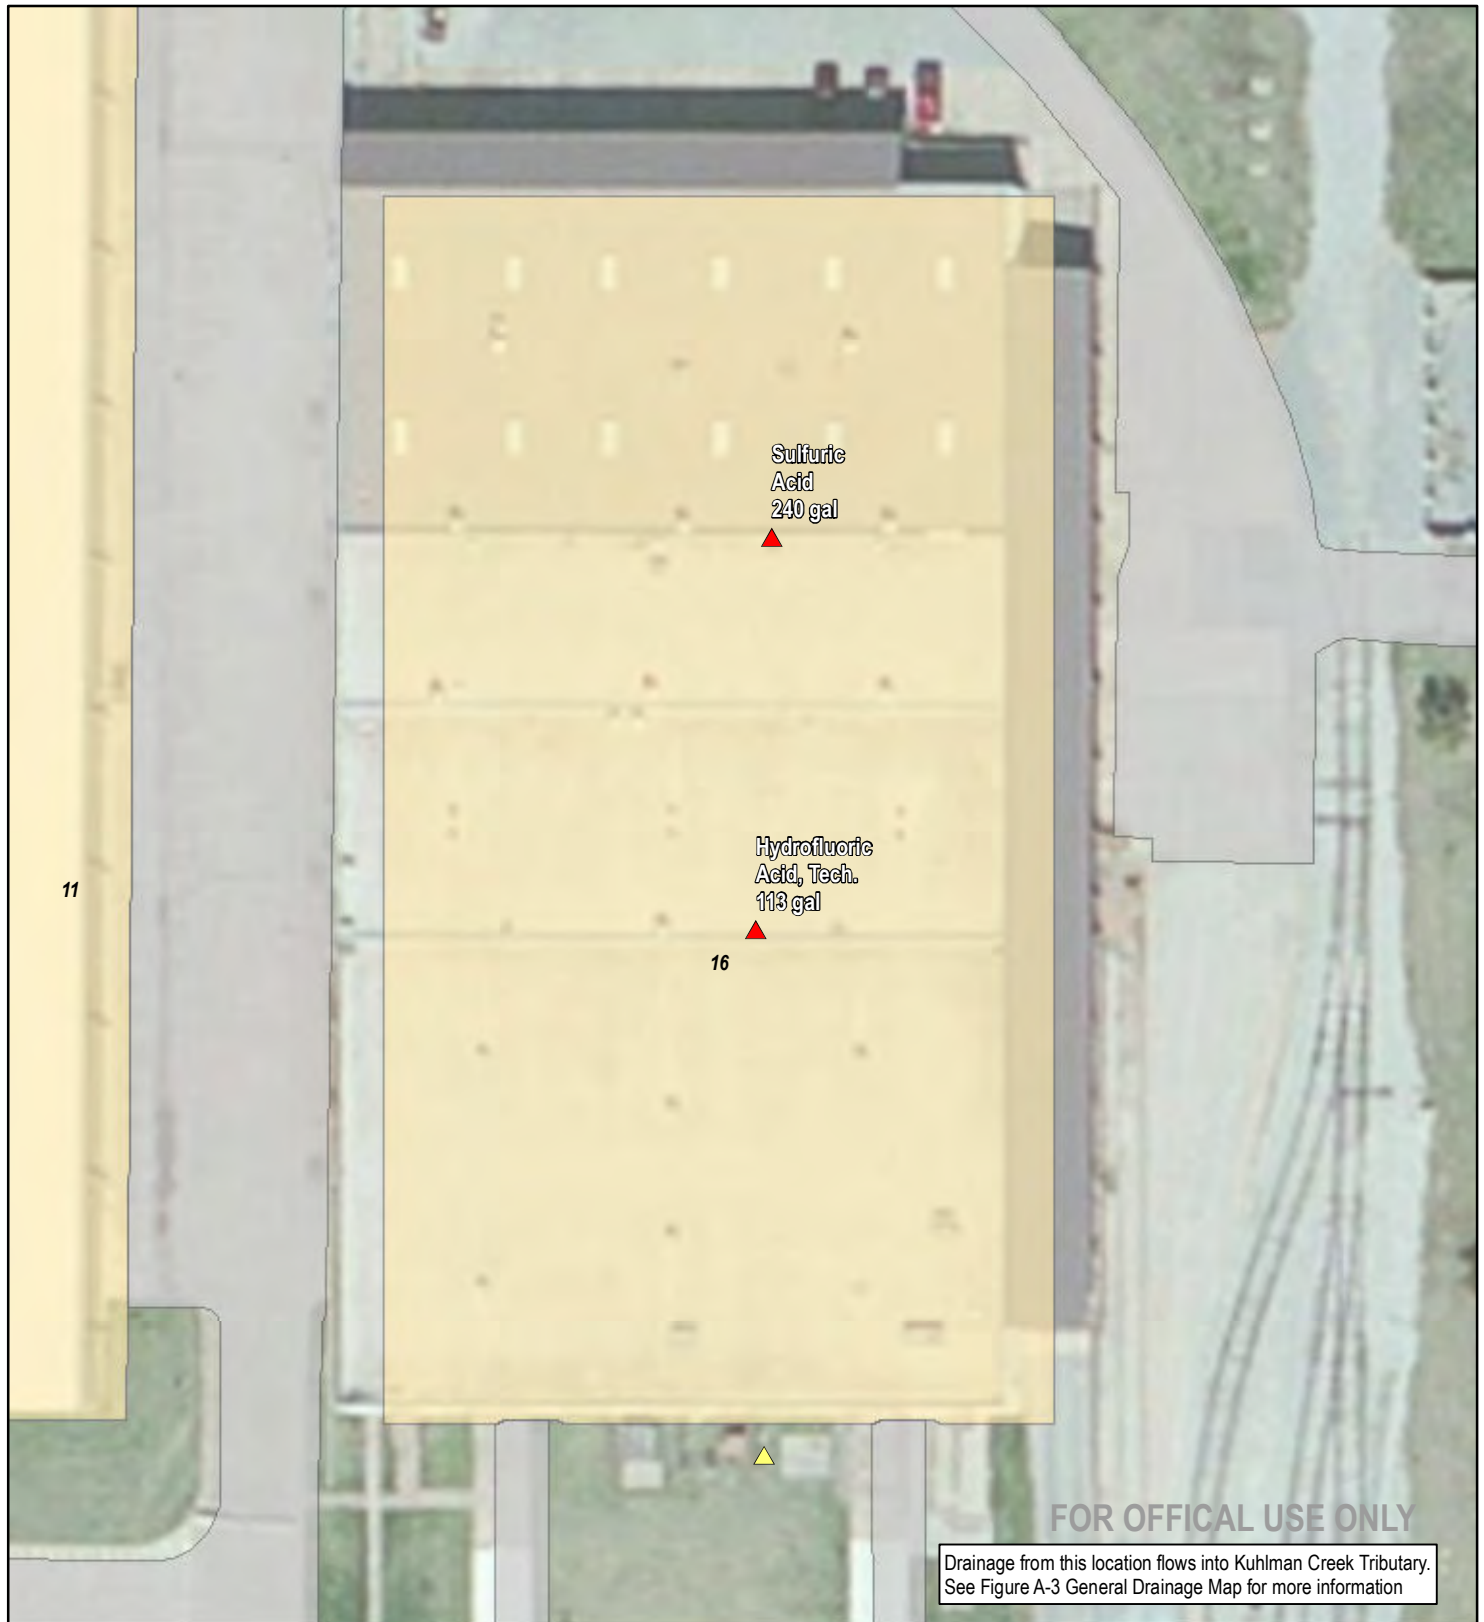 Sulfuric
Acid
240 gal
Hydrofluoric
Acid, Tech.
113 gal
11
16
FOR OFFICAL USE ONLY
Drainage from this location flows into Kuhlman Creek Tributary.
See Figure A-3 General Drainage Map for more information